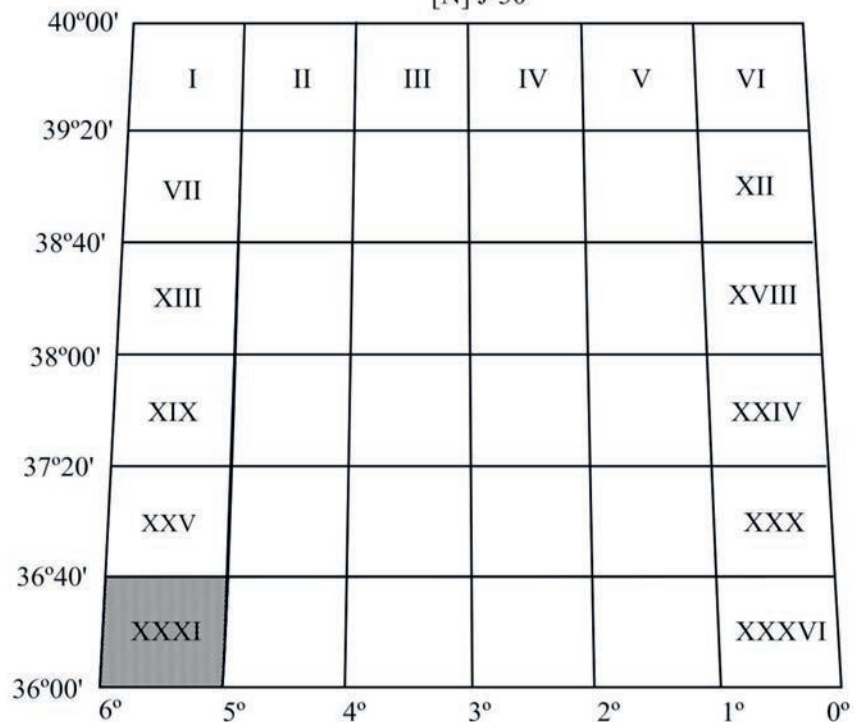 [N] J-30
40º00'
I II III IV V VI
39º20'
VII XII
38º40'
XIII XVIII
38º00'
XIX XXIV
37º20'
XXV XXX
36º40'
XXXI XXXVI
36º00'
6º 5º 4º 3º 2º 1º 0º